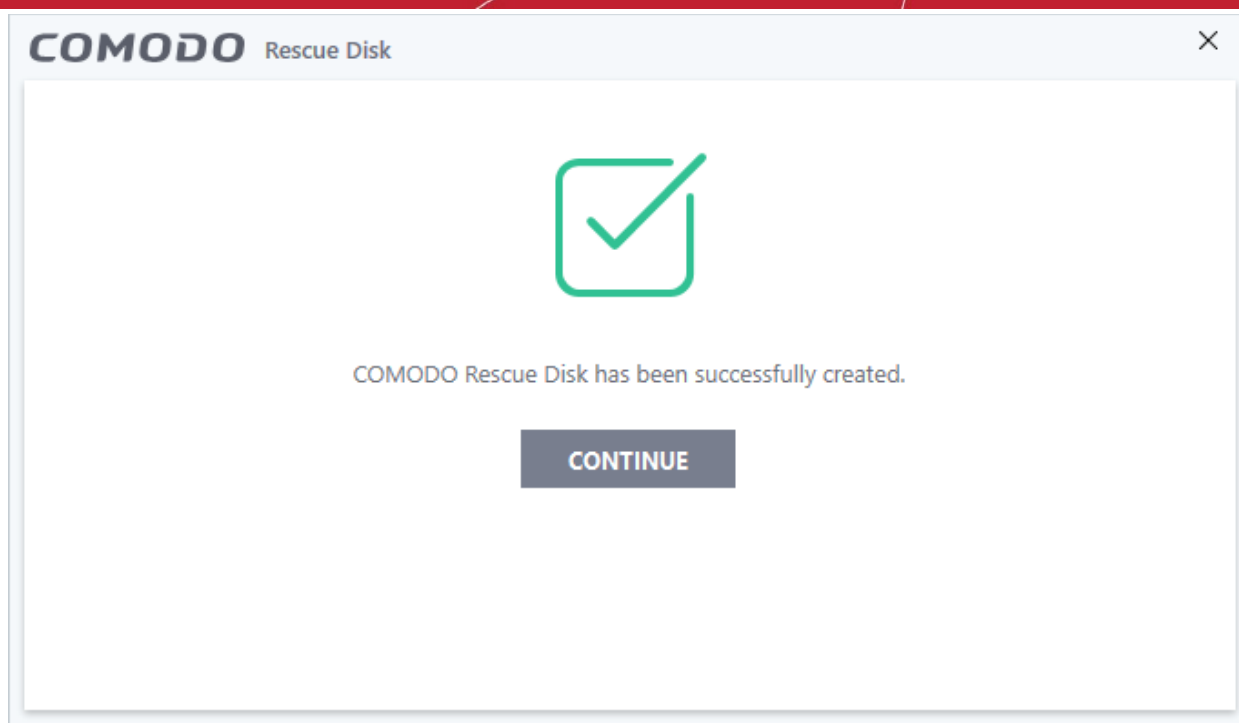 COMODO Rescue Disk
COMODO Rescue Disk has been successfully created.
CONTINUE